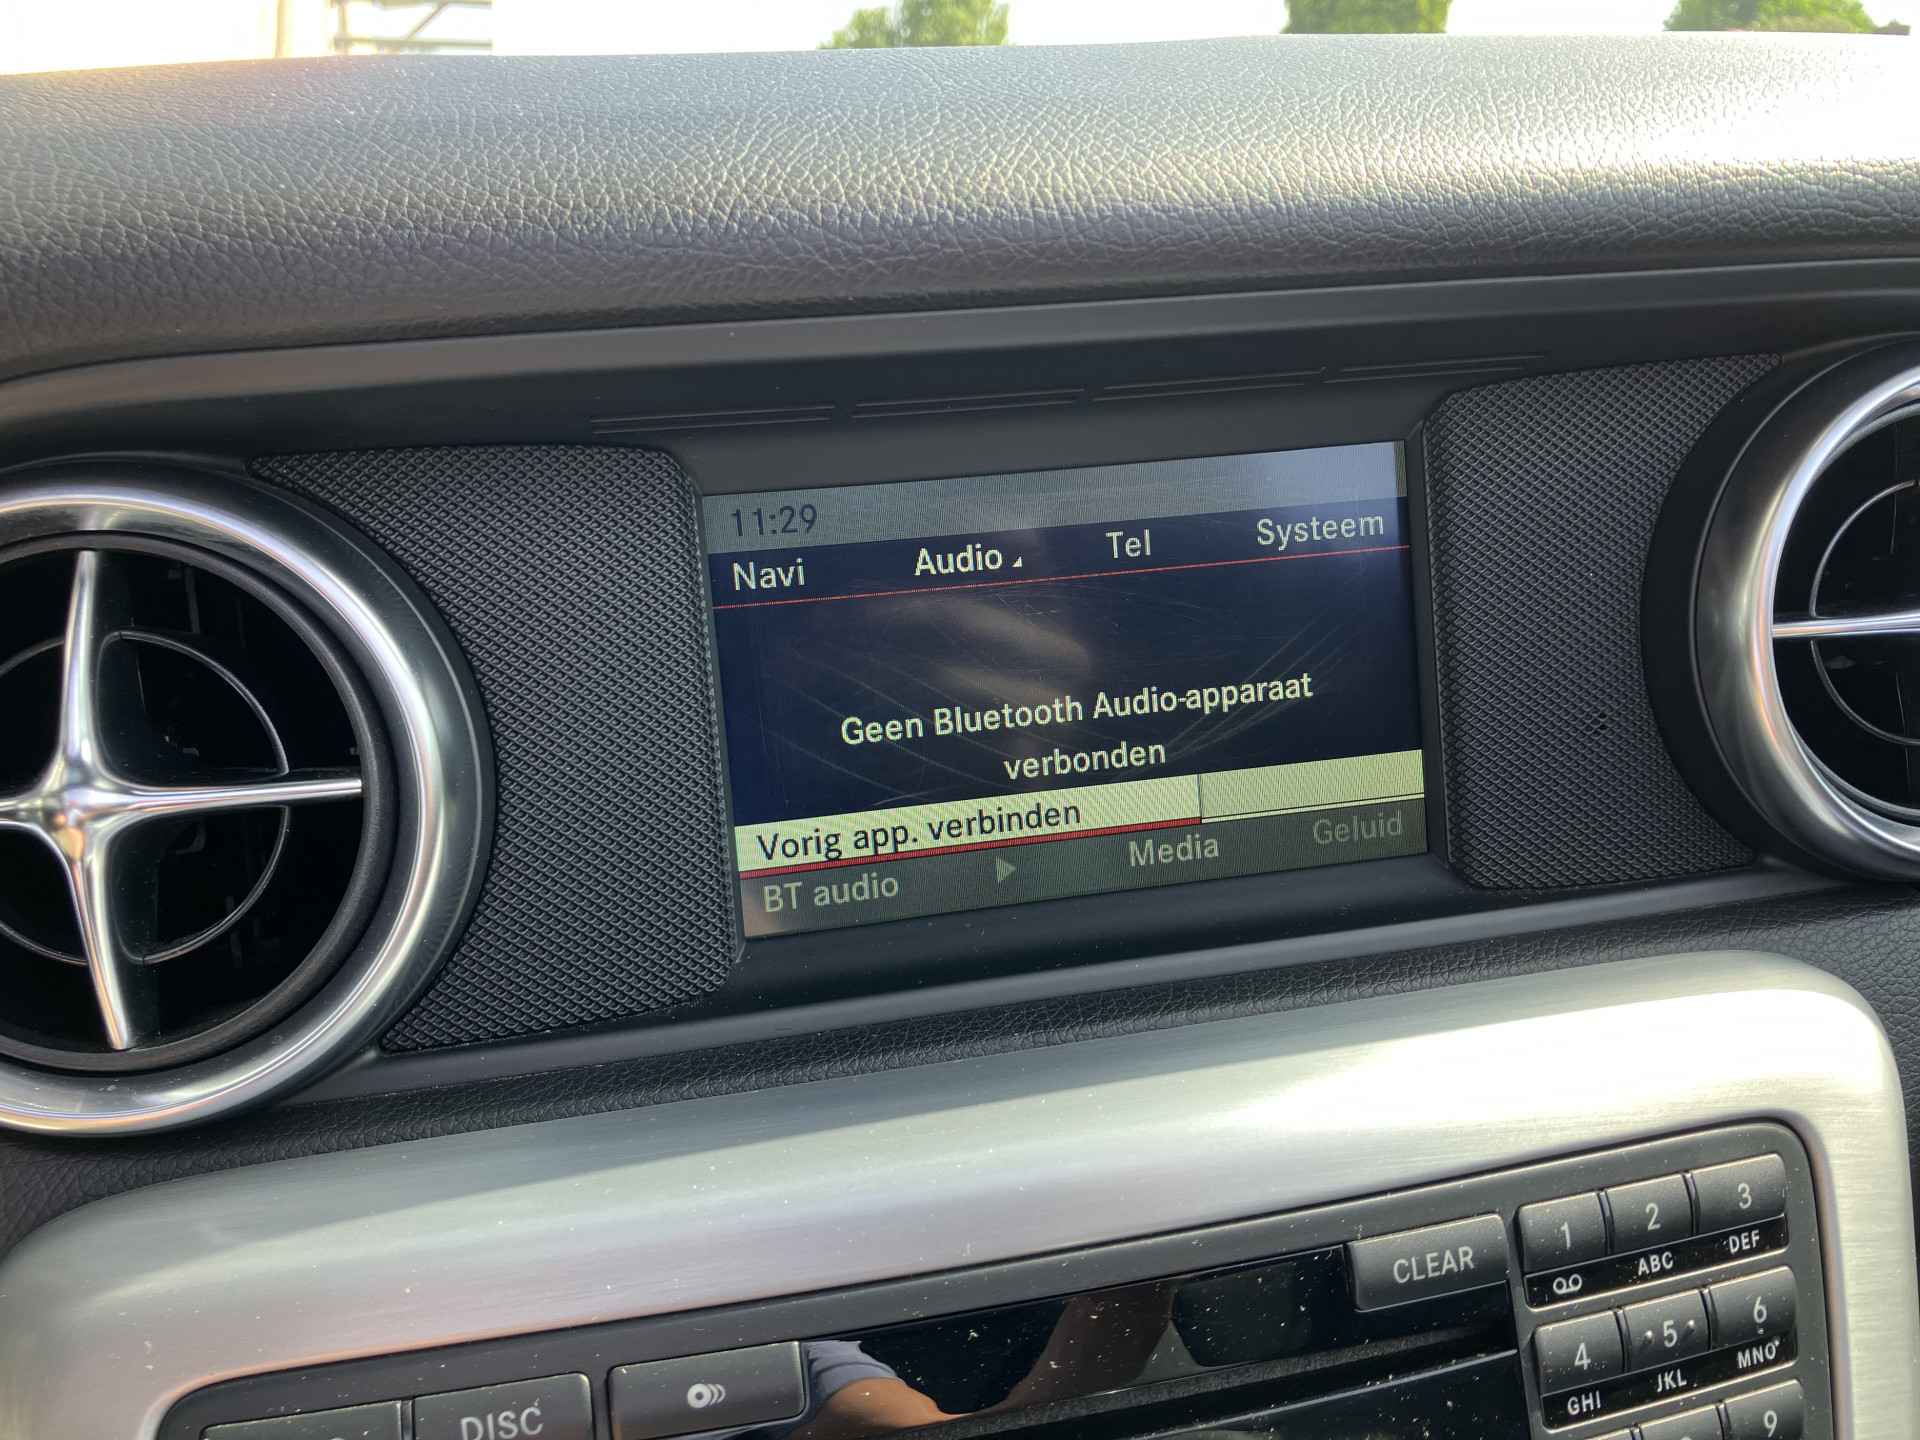 11:29
Navi Audio Tel Systeem
Geen Bluetooth Audio-apparaat
verbonden
Vorig app. verbinden
BT audio Media Geluid
CLEAR
1 2 3
ABC DEF
4 5 6
GHI JKL MNO
9
DISC